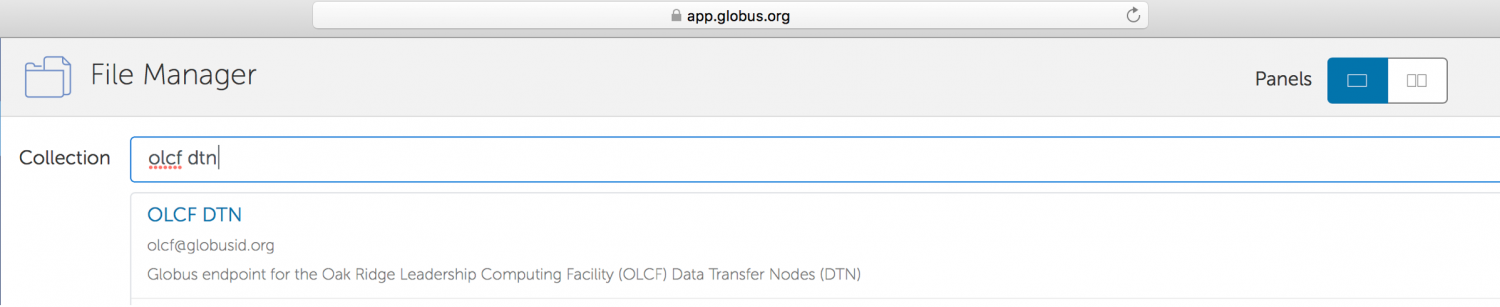 app.globus.org
File Manager
Panels
Collection
olcf dtn
OLCF DTN
olcf@globusid.org
Globus endpoint for the Oak Ridge Leadership Computing Facility (OLCF) Data Transfer Nodes (DTN)